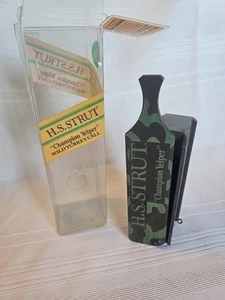 H.S. STRUT
"Champion Yelper"
WILD TURKEY CALL
H.S. STRUT
"Champion Yelper"